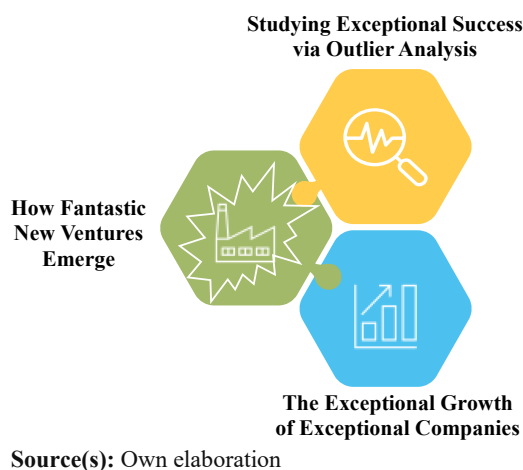 Studying Exceptional Success
via Outlier Analysis
How Fantastic
New Ventures
Emerge
The Exceptional Growth
of Exceptional Companies
Source(s): Own elaboration